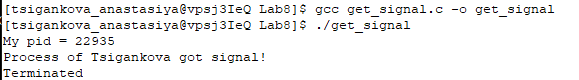 [tsigankova_anastasiya@vpsj3IeQ Lab8]$ gcc get_signal.c -o get_signal
[tsigankova_anastasiya@vpsj3IeQ Lab8]$ ./get_signal
My pid = 22935
Process of Tsigankova got signal!
Terminated